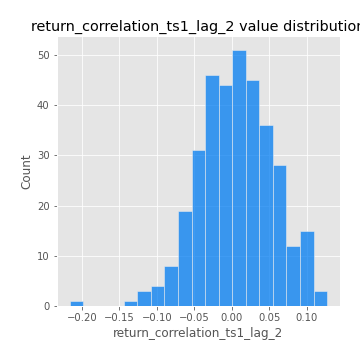 return_correlation_ts1_lag_2 value distribution
50
40
30
20
10
0
Count
−0.20 −0.15 −0.10 −0.05 0.00 0.05 0.10
return_correlation_ts1_lag_2